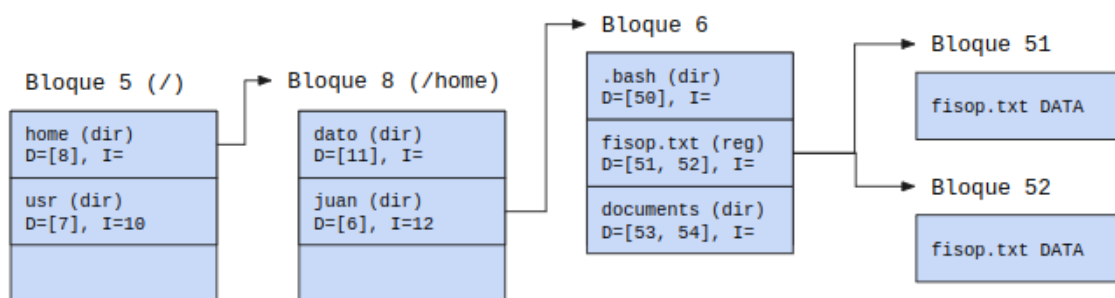 Bloque 5 (/)
home (dir)
D=[8], I=
usr (dir)
D=[7], I=10
Bloque 8 (/home)
dato (dir)
D=[11], I=
juan (dir)
D=[6], I=12
Bloque 6
.bash (dir)
D=[50], I=
fisop.txt (reg)
D=[51, 52], I=
documents (dir)
D=[53, 54], I=
Bloque 51
fisop.txt DATA
Bloque 52
fisop.txt DATA